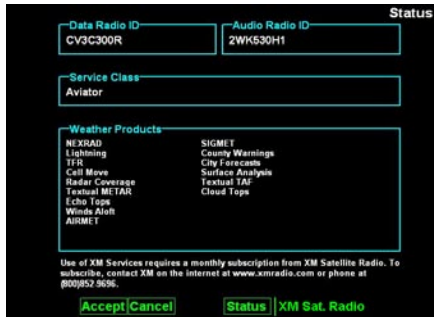 Status
Data Radio ID
CV3C300R
Audio Radio ID
2WK530H1
Service Class
Aviator
Weather Products
NEXRAD
Lightning
TFR
Cell Move
Radar Coverage
Textual METAR
Echo Tops
Winds Aloft
AIRMET
SIGMET
County Warnings
City Forecasts
Surface Analysis
Textual TAF
Cloud Tops
Use of XM Services requires a monthly subscription from XM Satellite Radio. To
subscribe, contact XM on the internet at www.xmradio.com or phone at
(800)852.9696.
Accept Cancel Status XM Sat. Radio